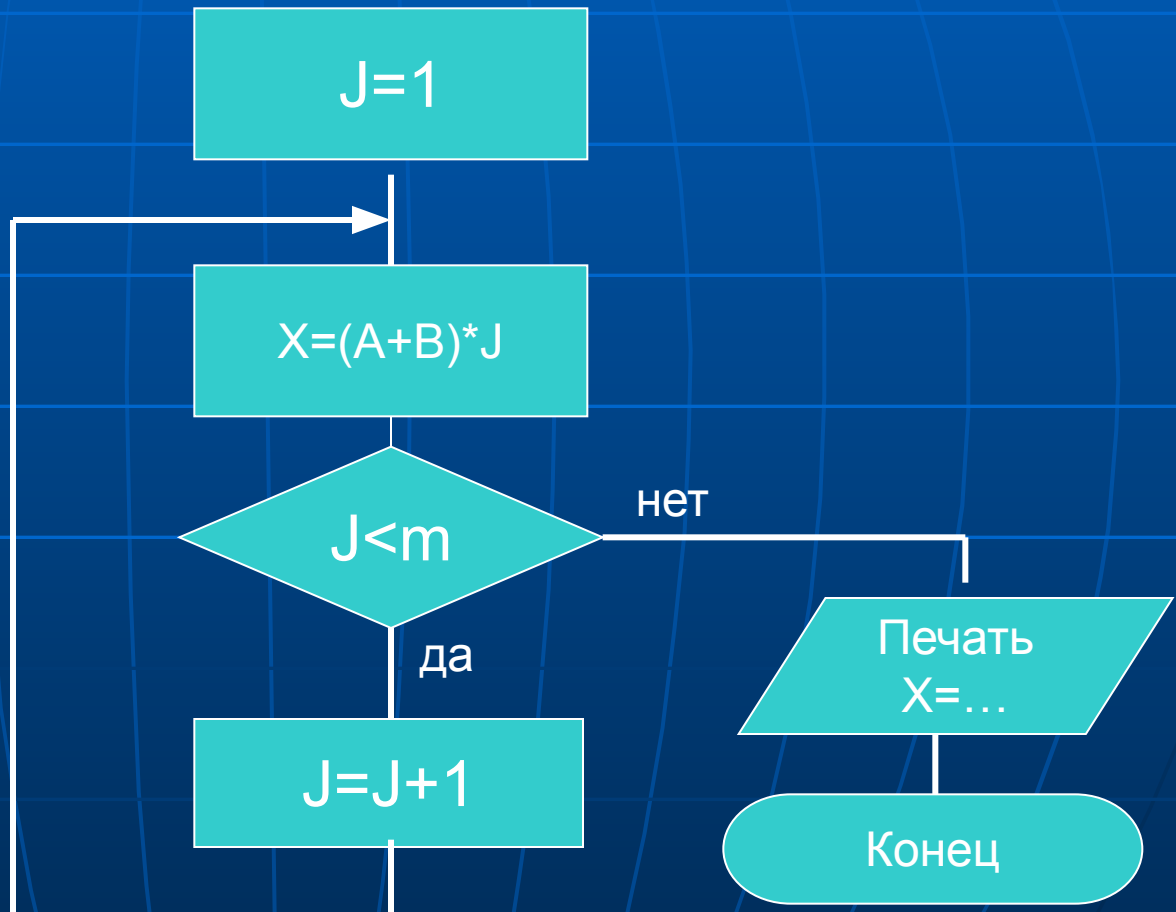 J=1
X=(A+B)*J
J<m
нет
да
Печать
X=…
J=J+1
Конец